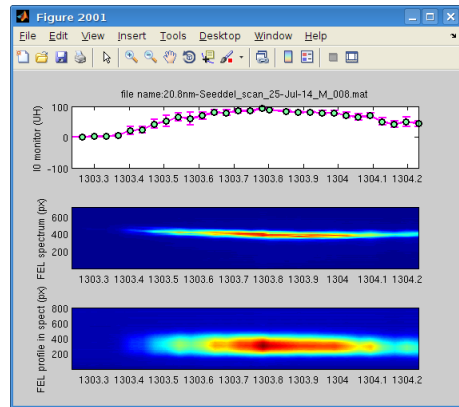 Figure 2001
File Edit View Insert Tools Desktop Window Help
file name:20.8nm-Seeddel_scan_25-Jul-14_M_008.mat
I0 monitor (UH)
100
0
-100
1303.3 1303.4 1303.5 1303.6 1303.7 1303.8 1303.9 1304 1304.1 1304.2
FEL spectrum (px)
600
400
200
1303.3 1303.4 1303.5 1303.6 1303.7 1303.8 1303.9 1304 1304.1 1304.2
FEL profile in spect (px)
800
600
400
200
1303.3 1303.4 1303.5 1303.6 1303.7 1303.8 1303.9 1304 1304.1 1304.2